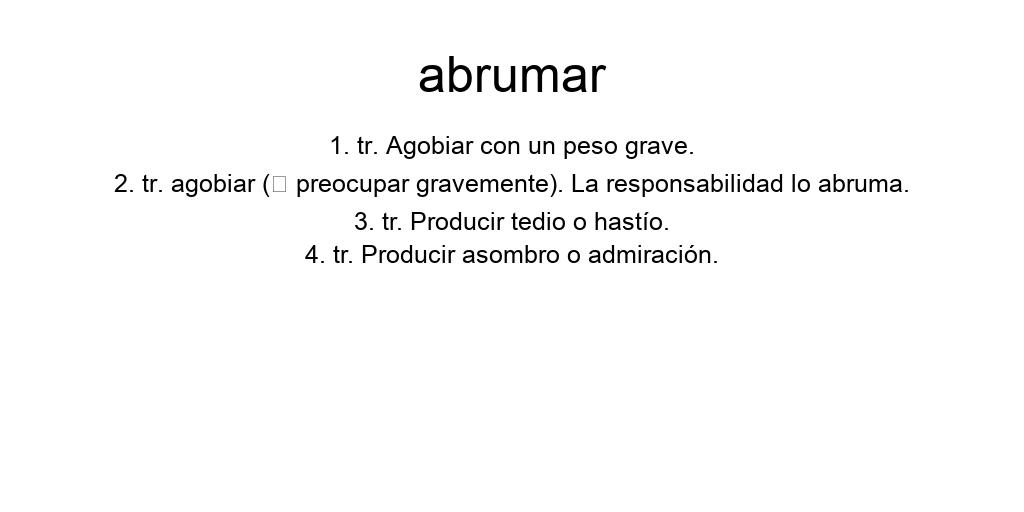 abrumar
1. tr. Agobiar con un peso grave.
2. tr. agobiar (□ preocupar gravemente). La responsabilidad lo abruma.
3. tr. Producir tedio o hastío.
4. tr. Producir asombro o admiración.